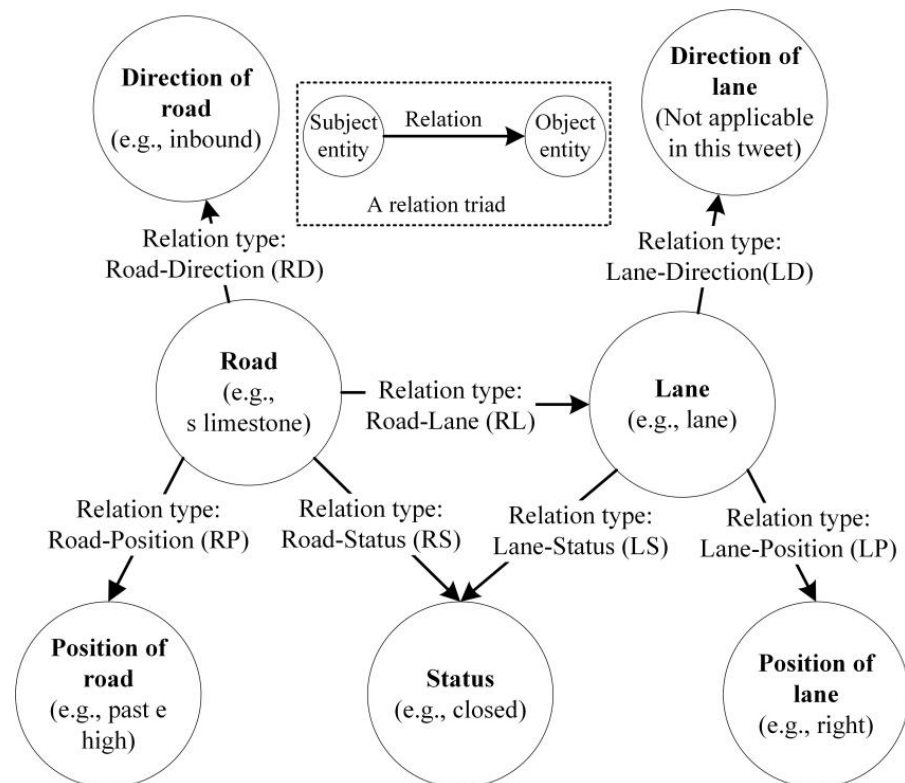 Direction of
road
(e.g., inbound)
Subject
entity
Relation
Object
entity
A relation triad
Direction of
lane
(Not applicable
in this tweet)
Relation type:
Road-Direction (RD)
Relation type:
Lane-Direction(LD)
Road
(e.g.,
s limestone)
Relation type:
Road-Lane (RL)
Lane
(e.g., lane)
Relation type:
Road-Position (RP)
Relation type:
Road-Status (RS)
Relation type:
Lane-Status (LS)
Relation type:
Lane-Position (LP)
Position of
road
(e.g., past e
high)
Status
(e.g., closed)
Position of
lane
(e.g., right)